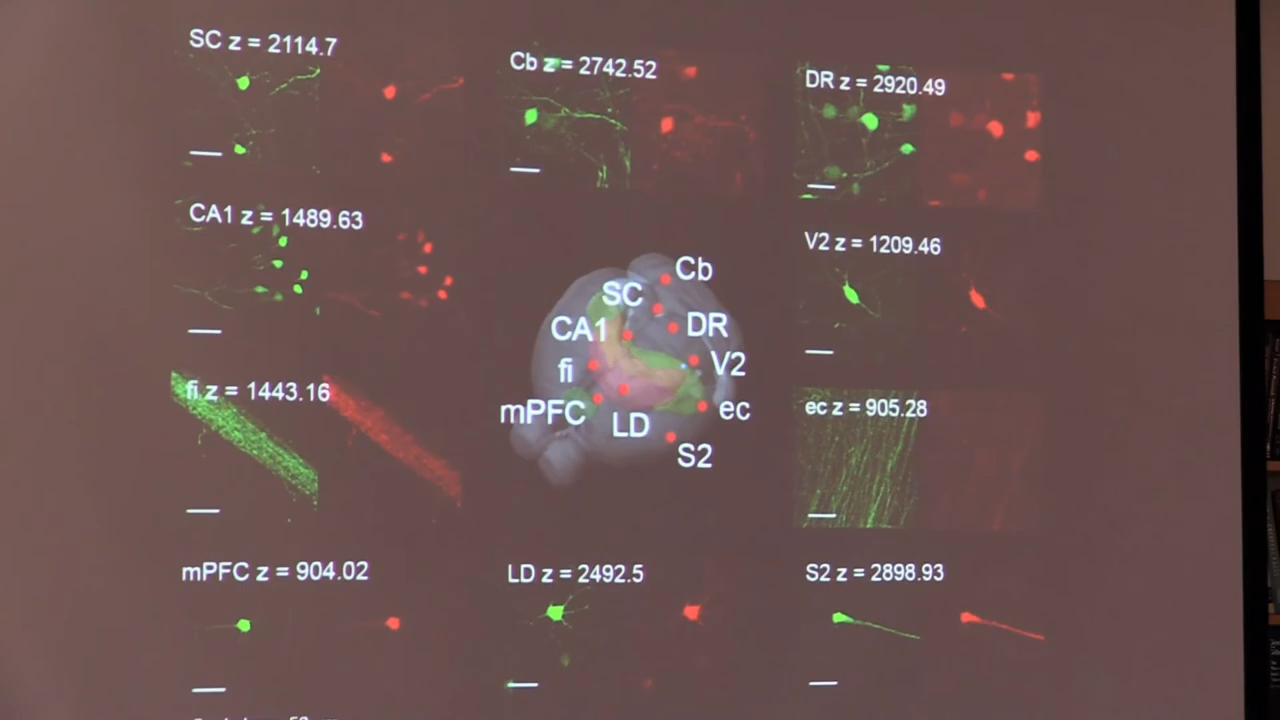 SC z = 2114.7
Cb z = 2742.52
DR z = 2920.49
CA1 z = 1489.63
V2 z = 1209.46
Cb
SC
DR
CA1
V2
fi
ec
mPFC
LD
S2
fi z = 1443.16
ec z = 905.28
mPFC z = 904.02
LD z = 2492.5
S2 z = 2898.93